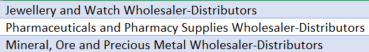 Jewellery and Watch Wholesaler-Distributors
Pharmaceuticals and Pharmacy Supplies Wholesaler-Distributors
Mineral, Ore and Precious Metal Wholesaler-Distributors